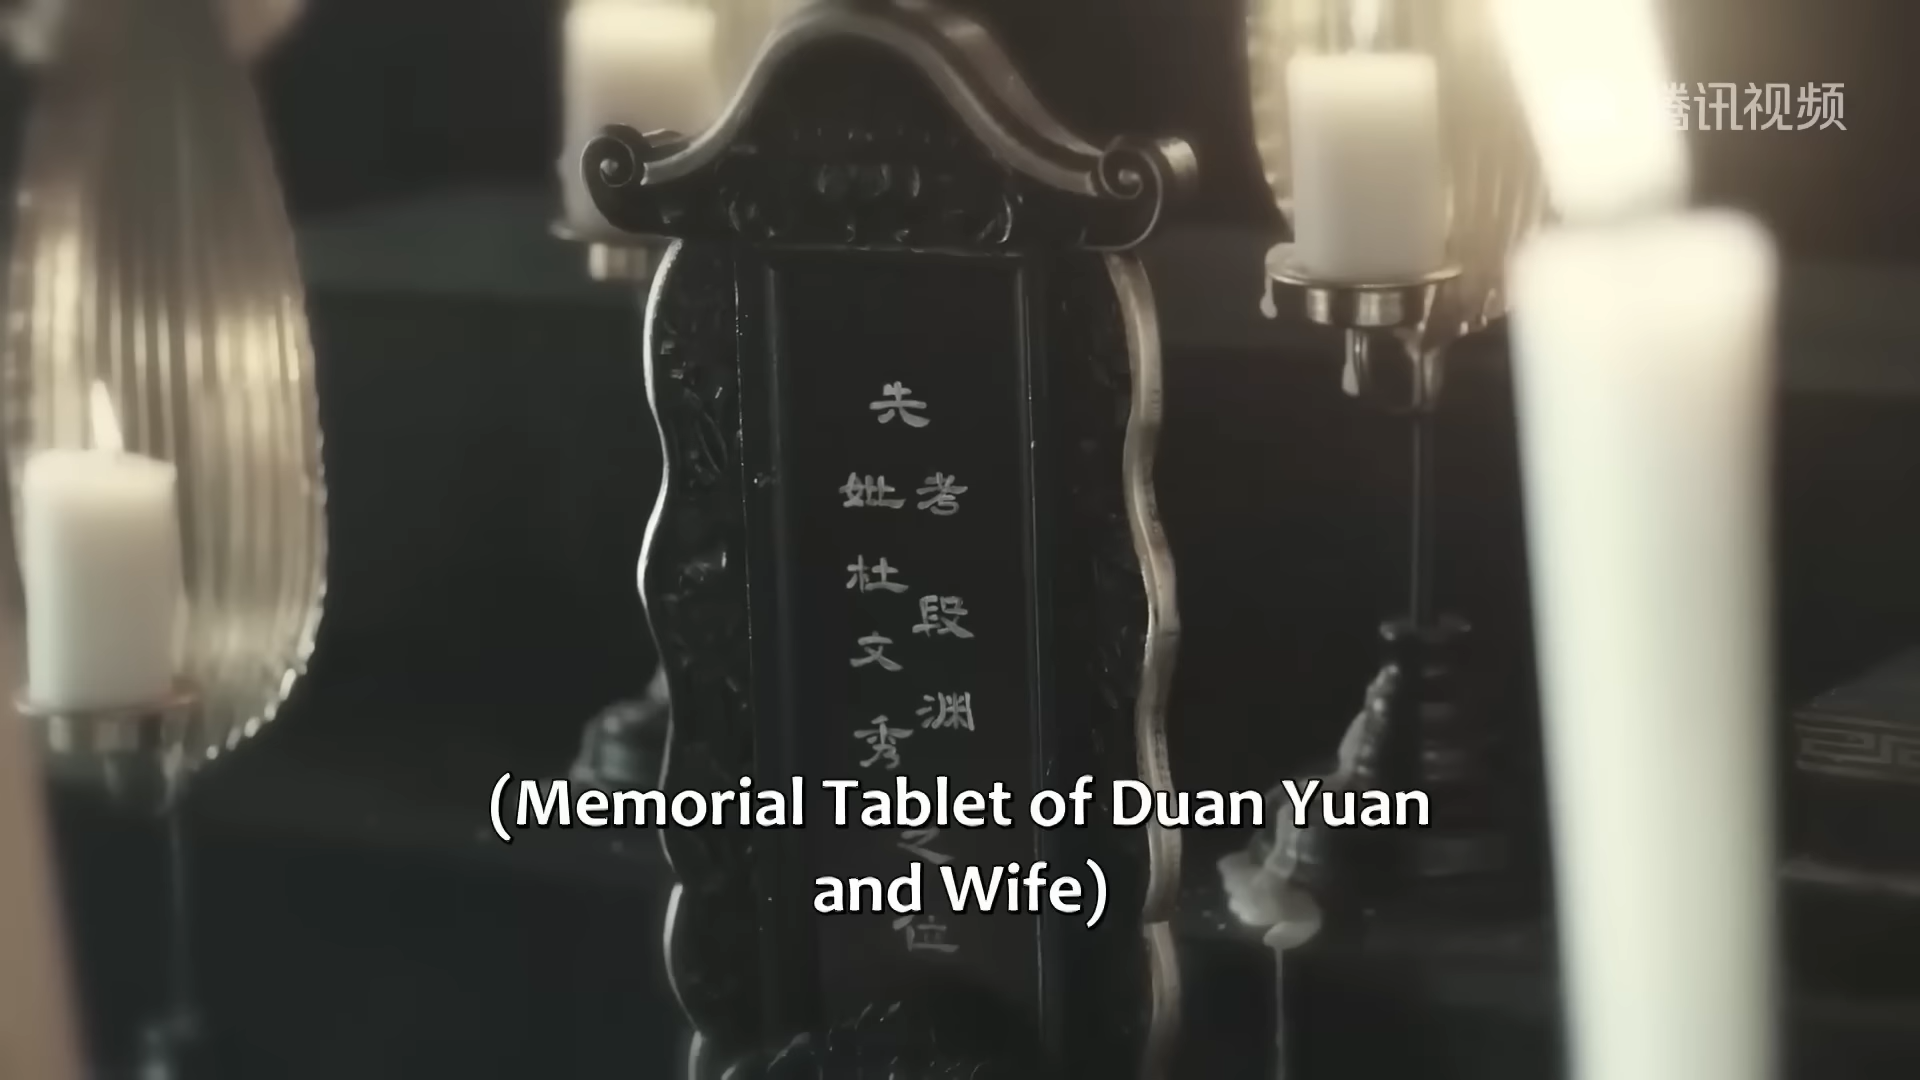 腾讯视频
先
考 段渊
妣 杜文秀
之位
(Memorial Tablet of Duan Yuan
and Wife)